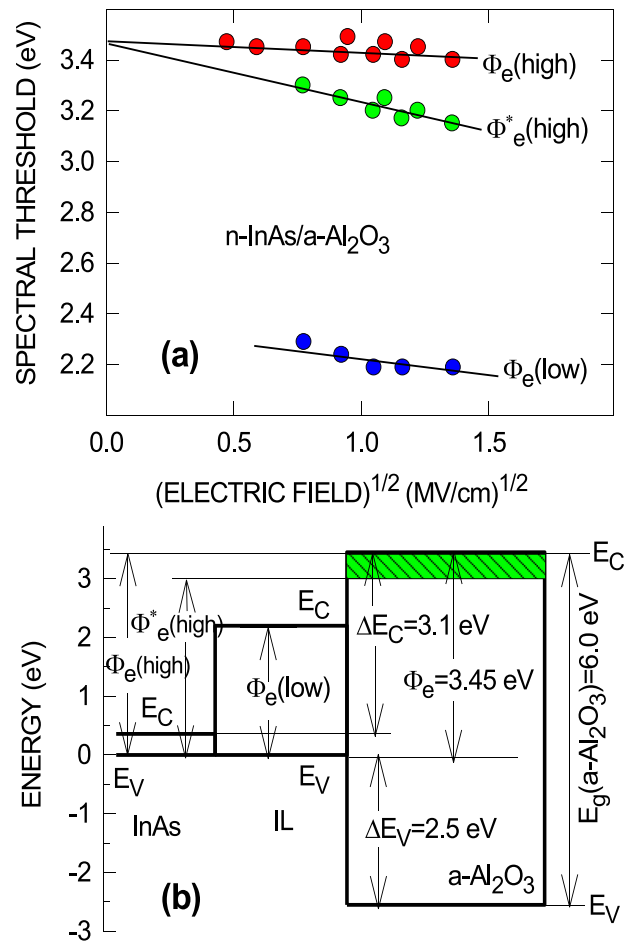 3.4
3.2
3.0
2.8
2.6
2.4
2.2
SPECTRAL THRESHOLD (eV)
Φe(high)
Φ*e(high)
n-InAs/a-Al2O3
(a)
Φe(low)
0.0 0.5 1.0 1.5
(ELECTRIC FIELD)1/2 (MV/cm)1/2
3
2
1
0
-1
-2
-3
ENERGY (eV)
EC
Φ*e(high)
Φe(high)
EC
EC
Φe(low)
ΔEC=3.1 eV
Φe=3.45 eV
Eg(a-Al2O3)=6.0 eV
EV
EV
InAs
IL
ΔEV=2.5 eV
a-Al2O3
(b)
EV